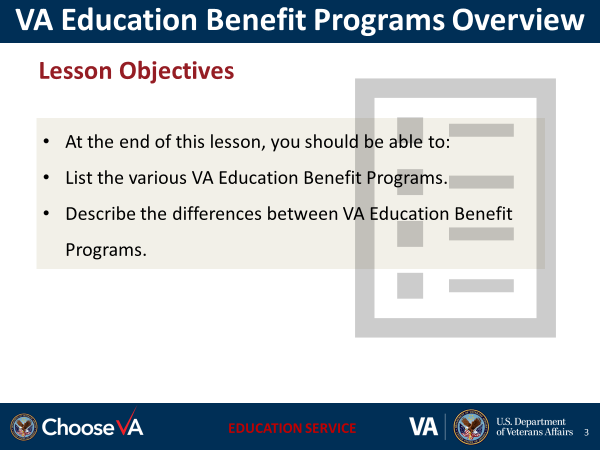 VA Education Benefit Programs Overview
Lesson Objectives
• At the end of this lesson, you should be able to:
• List the various VA Education Benefit Programs.
• Describe the differences between VA Education Benefit
Programs.
ChooseVA
EDUCATION SERVICE
VA
U.S. Department
of Veterans Affairs
3